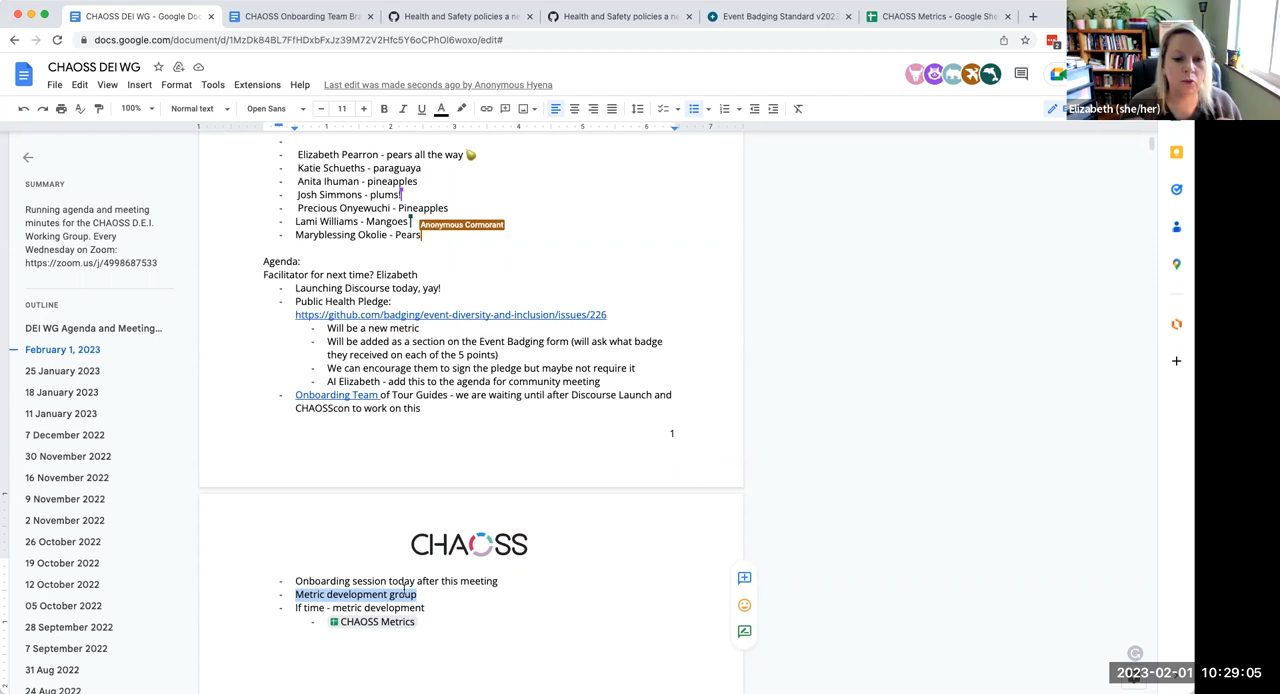 CHAOSS DEI WG - Google Doc
CHAOSS Onboarding Team Bra
Health and Safety policies a n
Health and Safety policies a n
Event Badging Standard v2023
CHAOSS Metrics - Google She
docs.google.com/document/d/1MzDk84BL7FfHDxbFxJz39M7ZV2Hfc5Y6oCPhOl6woxo/edit#
2
CHAOSS DEI WG
File Edit View Insert Format Tools Extensions Help
Last edit was made seconds ago by Anonymous Hyena
100% Normal text Open Sans 11
Elizabeth (she/her)
1 1 2 3 4 5 6 7
SUMMARY
Running agenda and meeting
minutes for the CHAOSS D.E.I.
Working Group. Every
Wednesday on Zoom:
https://zoom.us/j/4998687533
OUTLINE
DEI WG Agenda and Meeting...
February 1, 2023
25 January 2023
18 January 2023
11 January 2023
7 December 2022
30 November 2022
16 November 2022
9 November 2022
2 November 2022
26 October 2022
19 October 2022
12 October 2022
05 October 2022
28 September 2022
7 September 2022
31 Aug 2022
24 Aug 2022
-
- Elizabeth Pearron - pears all the way
- Katie Schueths - paraguaya
- Anita Ihuman - pineapples
- Josh Simmons - plums!
- Precious Onyewuchi - Pineapples
- Lami Williams - Mangoes
Anonymous Cormorant
- Maryblessing Okolie - Pears
Agenda:
Facilitator for next time? Elizabeth
- Launching Discourse today, yay!
- Public Health Pledge:
https://github.com/badging/event-diversity-and-inclusion/issues/226
- Will be a new metric
- Will be added as a section on the Event Badging form (will ask what badge
they received on each of the 5 points)
- We can encourage them to sign the pledge but maybe not require it
- AI Elizabeth - add this to the agenda for community meeting
- Onboarding Team of Tour Guides - we are waiting until after Discourse Launch and
CHAOSScon to work on this
1
CHAOSS
- Onboarding session today after this meeting
- Metric development group
- If time - metric development
- CHAOSS Metrics
2023-02-01 10:29:05